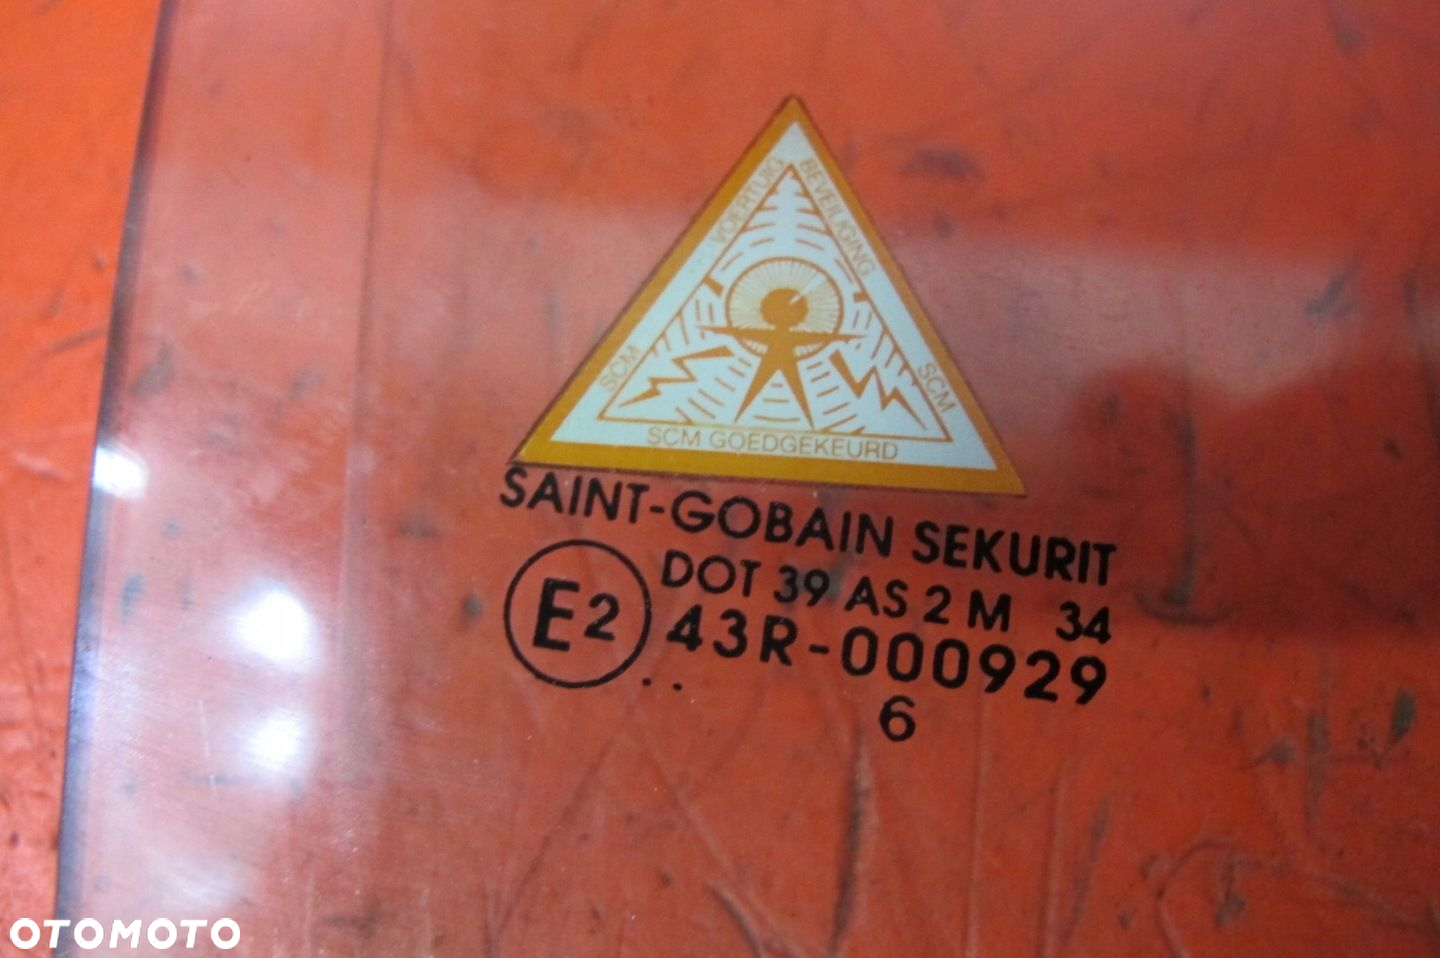 VOERTUIG BEVEILIGING
SCM SCM
SCM GOEDGEKEURD
SAINT-GOBAIN SEKURIT
DOT 39 AS 2 M 34
E2 43R-000929
..
6
OTOMOTO